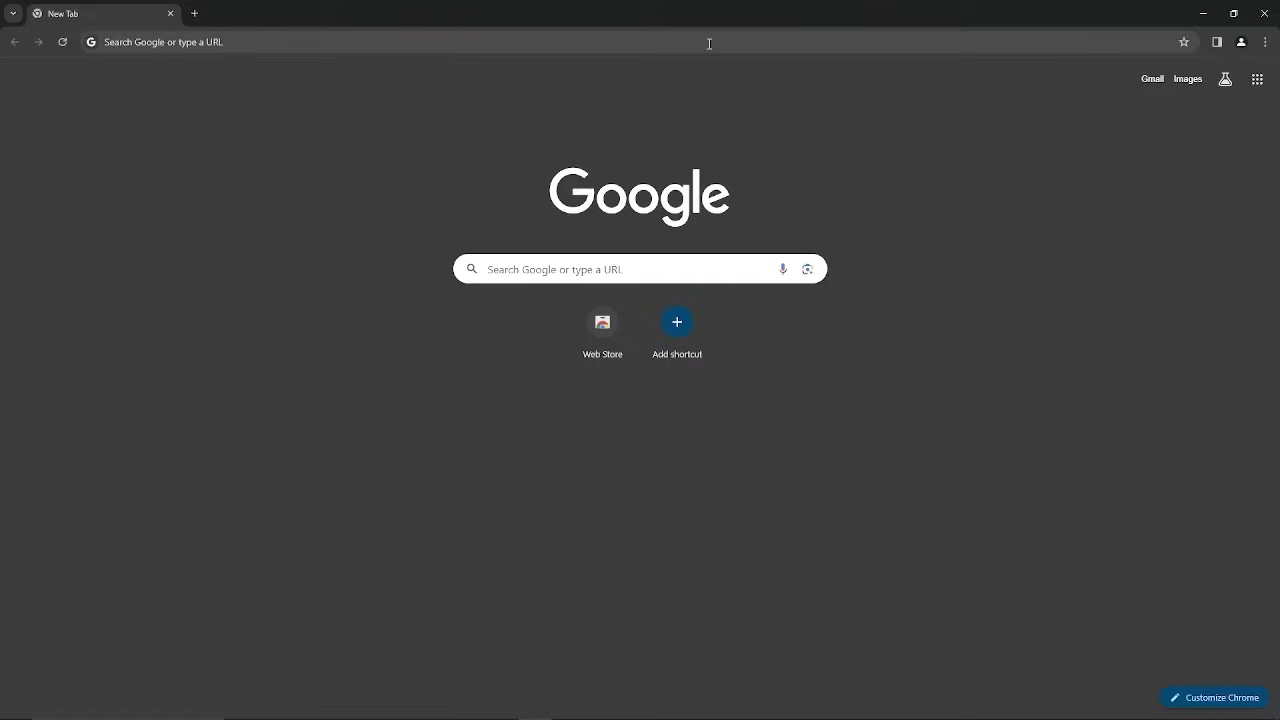 New Tab
Search Google or type a URL
Gmail Images
Google
Search Google or type a URL
Web Store Add shortcut
Customize Chrome